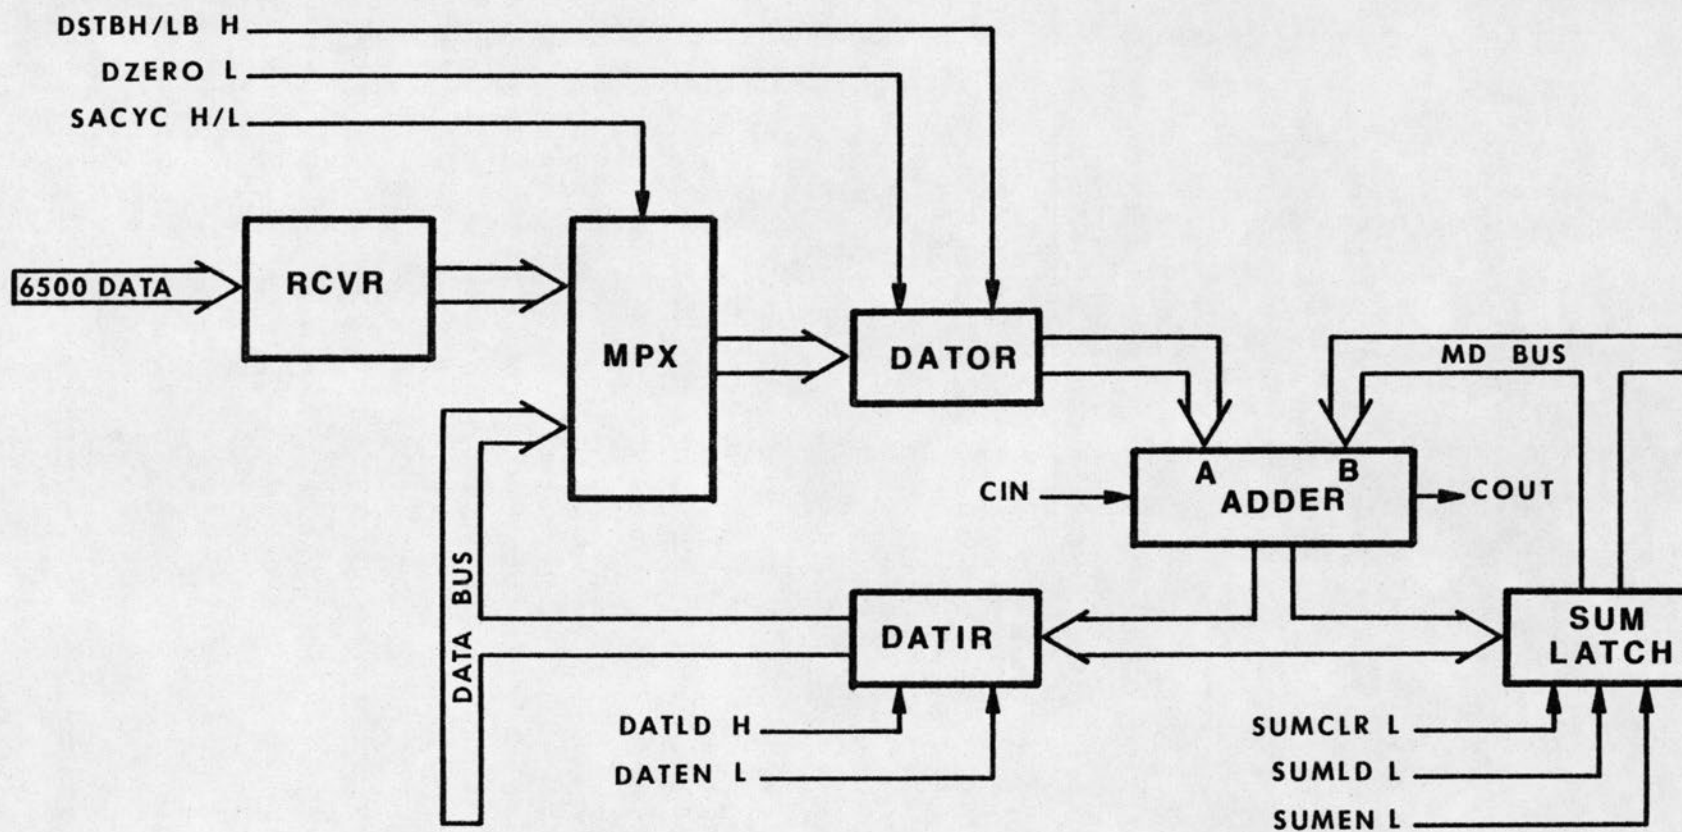 DSTBH/LB H
DZERO L
SACYC H/L
6500 DATA
RCVR
MPX
DATOR
MD BUS
A
B
ADDER
CIN
COUT
DATA BUS
DATIR
SUM
LATCH
DATLD H
DATEN L
SUMCLR L
SUMLD L
SUMEN L